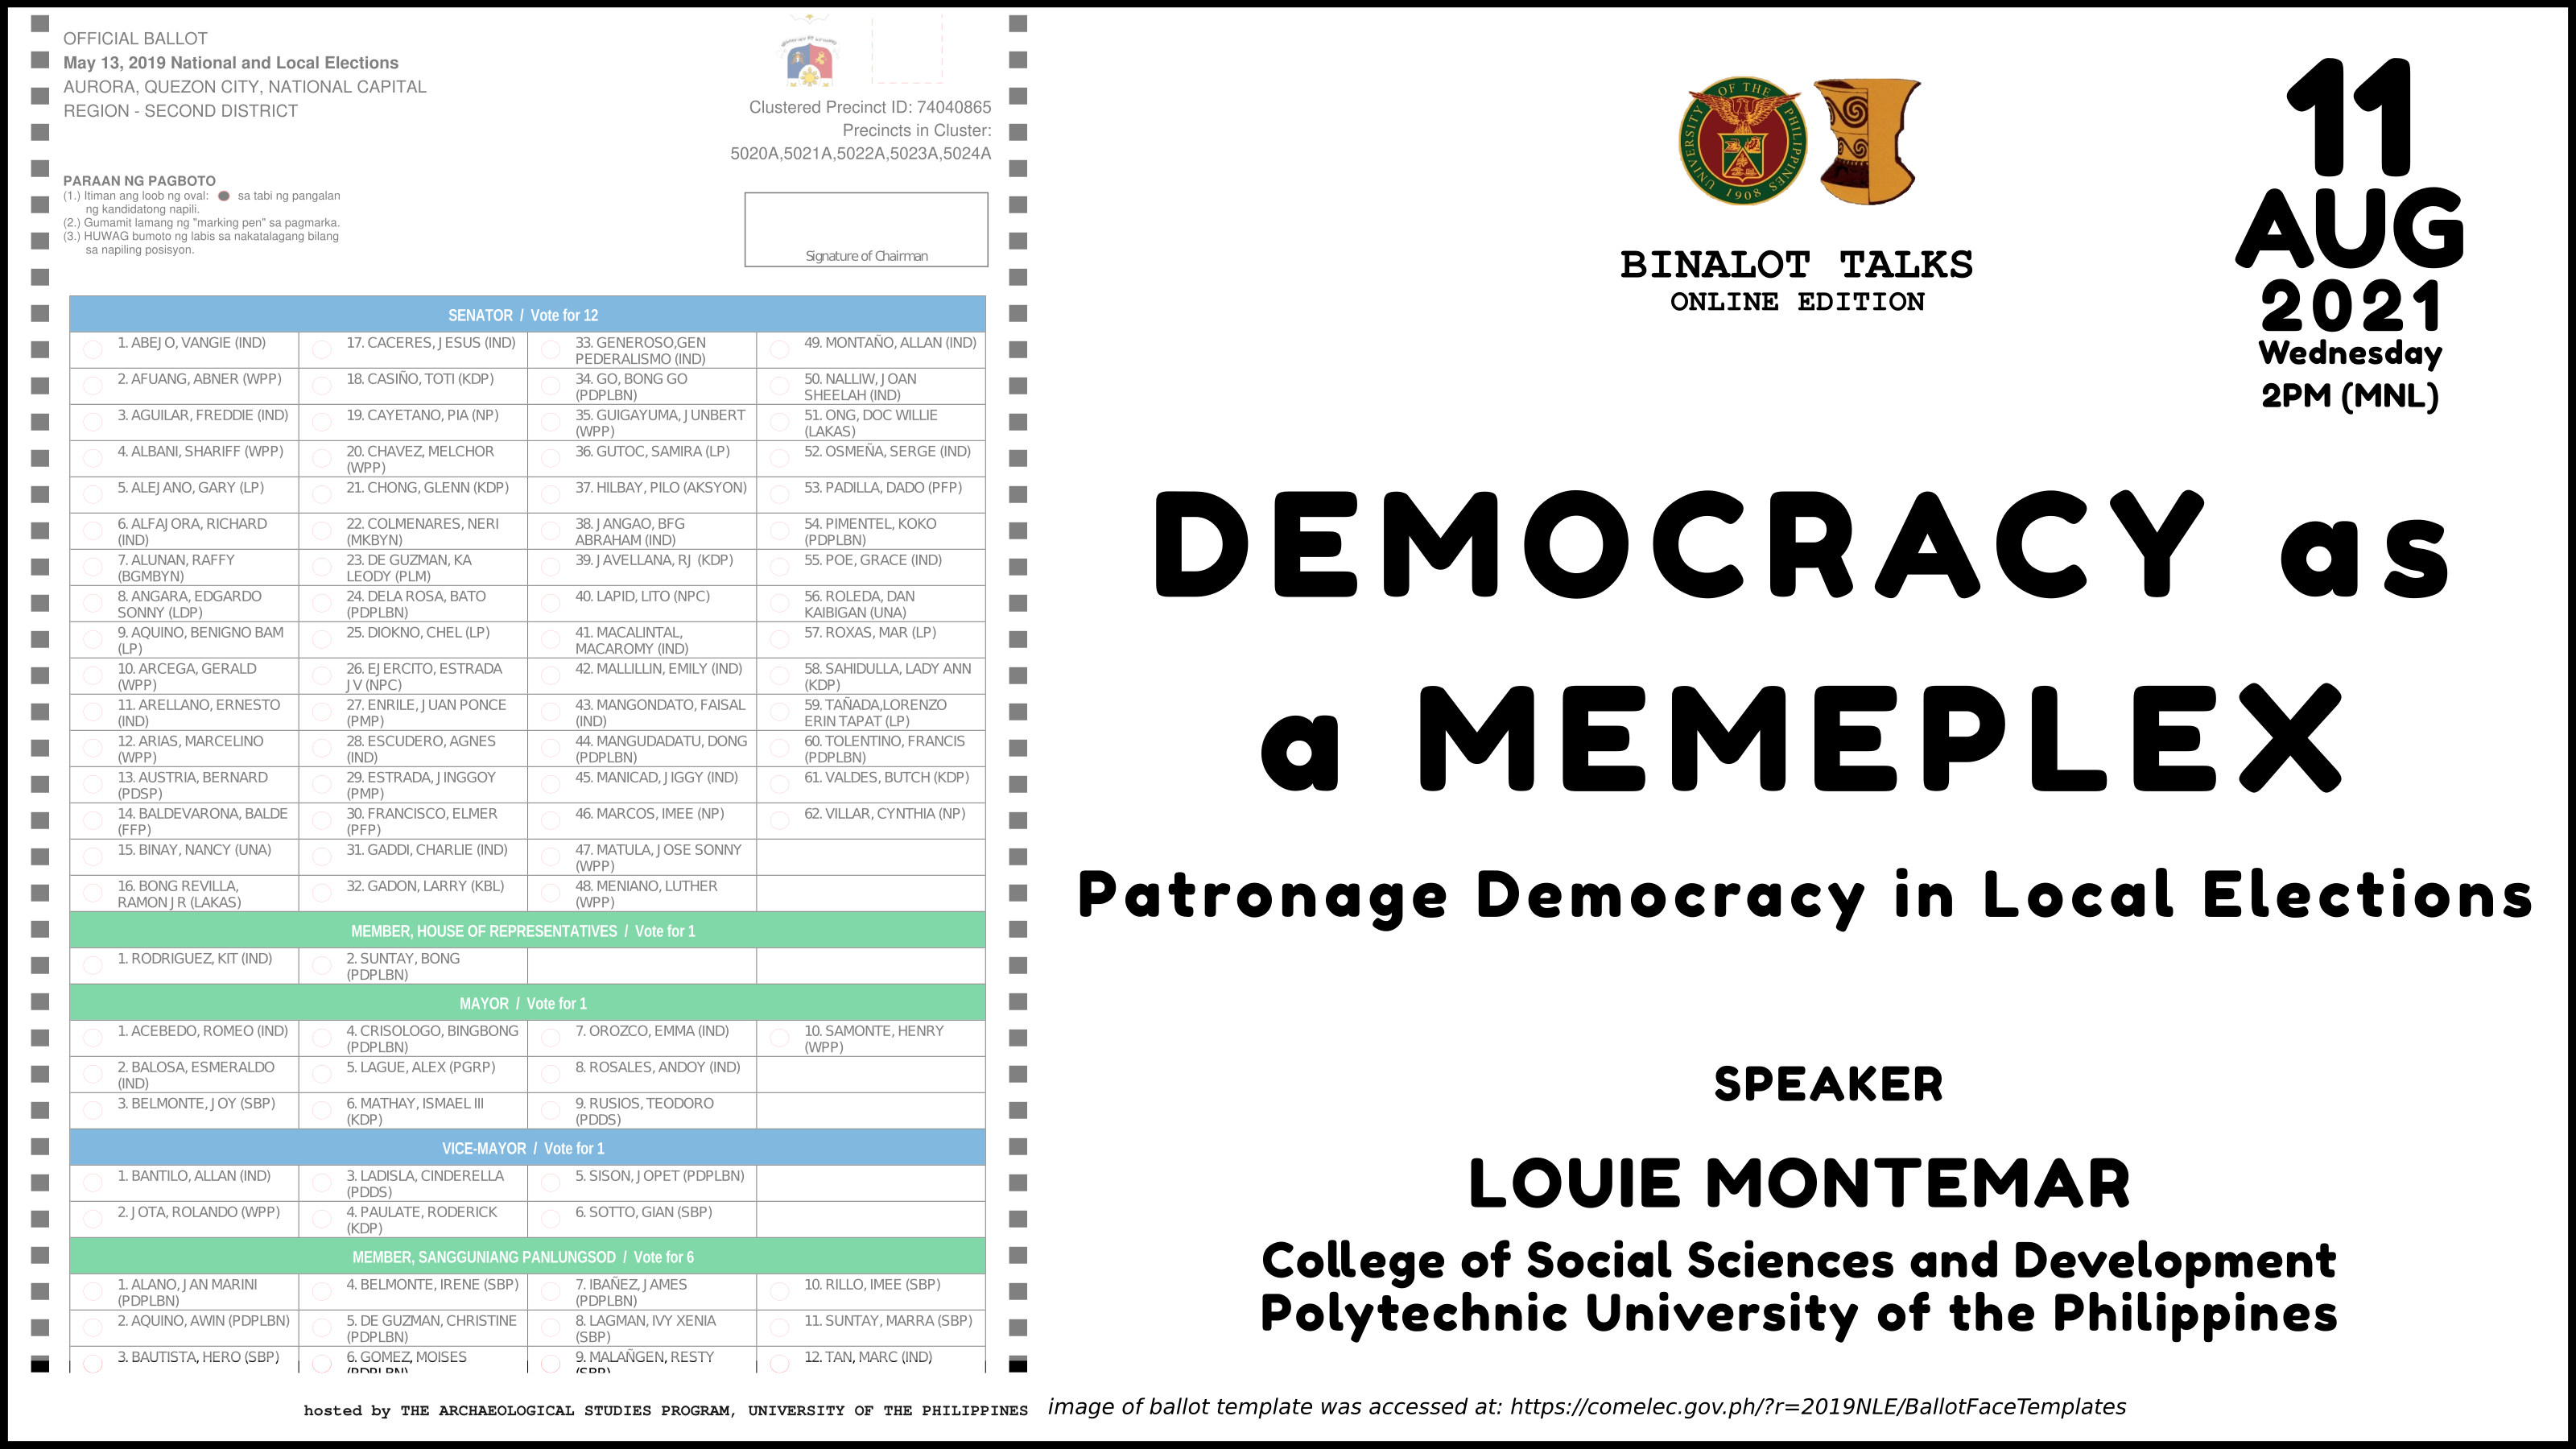 OFFICIAL BALLOT
May 13, 2019 National and Local Elections
AURORA, QUEZON CITY, NATIONAL CAPITAL
REGION - SECOND DISTRICT
Clustered Precinct ID: 74040865
Precincts in Cluster:
5020A,5021A,5022A,5023A,5024A
PARAAN NG PAGBOTO
(1.) Itiman ang loob ng oval: sa tabi ng pangalan
ng kandidatong napili.
(2.) Gumamit lamang ng "marking pen" sa pagmarka.
(3.) HUWAG bumoto ng labis sa nakatalagang bilang
sa napiling posisyon.
Signature of Chairman
SENATOR / Vote for 12
1. ABEJO, VANGIE (IND)
2. AFUANG, ABNER (WPP)
3. AGUILAR, FREDDIE (IND)
4. ALBANI, SHARIFF (WPP)
5. ALEJANO, GARY (LP)
6. ALFAJORA, RICHARD
(IND)
7. ALUNAN, RAFFY
(BGMBYN)
8. ANGARA, EDGARDO
SONNY (LDP)
9. AQUINO, BENIGNO BAM
(LP)
10. ARCEGA, GERALD
(WPP)
11. ARELLANO, ERNESTO
(IND)
12. ARIAS, MARCELINO
(WPP)
13. AUSTRIA, BERNARD
(PDSP)
14. BALDEVARONA, BALDE
(FFP)
15. BINAY, NANCY (UNA)
16. BONG REVILLA,
RAMON JR (LAKAS)
17. CACERES, JESUS (IND)
18. CASIÑO, TOTI (KDP)
19. CAYETANO, PIA (NP)
20. CHAVEZ, MELCHOR
(WPP)
21. CHONG, GLENN (KDP)
22. COLMENARES, NERI
(MKBYN)
23. DE GUZMAN, KA
LEODY (PLM)
24. DELA ROSA, BATO
(PDPLBN)
25. DIOKNO, CHEL (LP)
26. EJERCITO, ESTRADA
JV (NPC)
27. ENRILE, JUAN PONCE
(PMP)
28. ESCUDERO, AGNES
(IND)
29. ESTRADA, JINGGOY
(PMP)
30. FRANCISCO, ELMER
(PFP)
31. GADDI, CHARLIE (IND)
32. GADON, LARRY (KBL)
33. GENEROSO,GEN
PEDERALISMO (IND)
34. GO, BONG GO
(PDPLBN)
35. GUIGAYUMA, JUNBERT
(WPP)
36. GUTOC, SAMIRA (LP)
37. HILBAY, PILO (AKSYON)
38. JANGAO, BFG
ABRAHAM (IND)
39. JAVELLANA, RJ (KDP)
40. LAPID, LITO (NPC)
41. MACALINTAL,
MACAROMY (IND)
42. MALLILLIN, EMILY (IND)
43. MANGONDATO, FAISAL
(IND)
44. MANGUDADATU, DONG
(PDPLBN)
45. MANICAD, JIGGY (IND)
46. MARCOS, IMEE (NP)
47. MATULA, JOSE SONNY
(WPP)
48. MENIANO, LUTHER
(WPP)
49. MONTAÑO, ALLAN (IND)
50. NALLIW, JOAN
SHEELAH (IND)
51. ONG, DOC WILLIE
(LAKAS)
52. OSMEÑA, SERGE (IND)
53. PADILLA, DADO (PFP)
54. PIMENTEL, KOKO
(PDPLBN)
55. POE, GRACE (IND)
56. ROLEDA, DAN
KAIBIGAN (UNA)
57. ROXAS, MAR (LP)
58. SAHIDULLA, LADY ANN
(KDP)
59. TAÑADA,LORENZO
ERIN TAPAT (LP)
60. TOLENTINO, FRANCIS
(PDPLBN)
61. VALDES, BUTCH (KDP)
62. VILLAR, CYNTHIA (NP)
MEMBER, HOUSE OF REPRESENTATIVES / Vote for 1
1. RODRIGUEZ, KIT (IND)
2. SUNTAY, BONG
(PDPLBN)
MAYOR / Vote for 1
1. ACEBEDO, ROMEO (IND)
2. BALOSA, ESMERALDO
(IND)
3. BELMONTE, JOY (SBP)
4. CRISOLOGO, BINGBONG
(PDPLBN)
5. LAGUE, ALEX (PGRP)
6. MATHAY, ISMAEL III
(KDP)
7. OROZCO, EMMA (IND)
8. ROSALES, ANDOY (IND)
9. RUSIOS, TEODORO
(PDDS)
10. SAMONTE, HENRY
(WPP)
VICE-MAYOR / Vote for 1
1. BANTILO, ALLAN (IND)
2. JOTA, ROLANDO (WPP)
3. LADISLA, CINDERELLA
(PDDS)
4. PAULATE, RODERICK
(KDP)
5. SISON, JOPET (PDPLBN)
6. SOTTO, GIAN (SBP)
MEMBER, SANGGUNIANG PANLUNGSOD / Vote for 6
1. ALANO, JAN MARINI
(PDPLBN)
2. AQUINO, AWIN (PDPLBN)
3. BAUTISTA, HERO (SBP)
4. BELMONTE, IRENE (SBP)
5. DE GUZMAN, CHRISTINE
(PDPLBN)
6. GOMEZ, MOISES
(PDPLBN)
7. IBAÑEZ, JAMES
(PDPLBN)
8. LAGMAN, IVY XENIA
(SBP)
9. MALAÑGEN, RESTY
(SBP)
10. RILLO, IMEE (SBP)
11. SUNTAY, MARRA (SBP)
12. TAN, MARC (IND)
UNIVERSITY OF THE PHILIPPINES
1908
BINALOT TALKS
ONLINE EDITION
11
AUG
2021
Wednesday
2PM (MNL)
DEMOCRACY as
a MEMEPLEX
Patronage Democracy in Local Elections
SPEAKER
LOUIE MONTEMAR
College of Social Sciences and Development
Polytechnic University of the Philippines
hosted by THE ARCHAEOLOGICAL STUDIES PROGRAM, UNIVERSITY OF THE PHILIPPINES
image of ballot template was accessed at: https://comelec.gov.ph/?r=2019NLE/BallotFaceTemplates